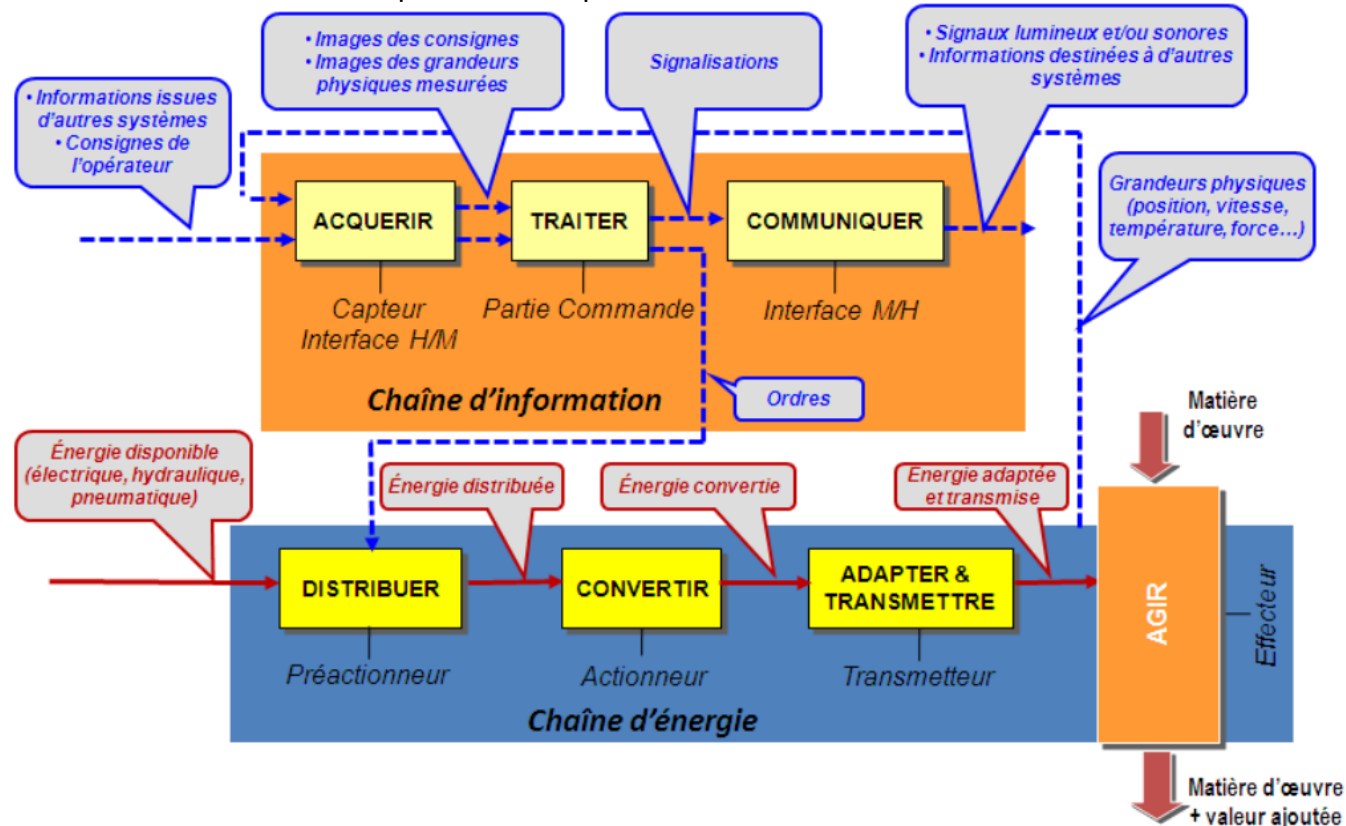 • Images des consignes
• Images des grandeurs
physiques mesurées
Signalisations
• Signaux lumineux et/ou sonores
• Informations destinées à d'autres
systèmes
• Informations issues
d'autres systèmes
• Consignes de
l'opérateur
Grandeurs physiques
(position, vitesse,
température, force…)
ACQUERIR
TRAITER
COMMUNIQUER
Capteur
Interface H/M
Partie Commande
Interface M/H
Chaîne d'information
Ordres
Matière
d'œuvre
Énergie disponible
(électrique, hydraulique,
pneumatique)
Énergie distribuée
Énergie convertie
Energie adaptée
et transmise
DISTRIBUER
CONVERTIR
ADAPTER &
TRANSMETTRE
AGIR
Effecteur
Préactionneur
Actionneur
Transmetteur
Chaîne d'énergie
Matière d'œuvre
+ valeur ajoutée